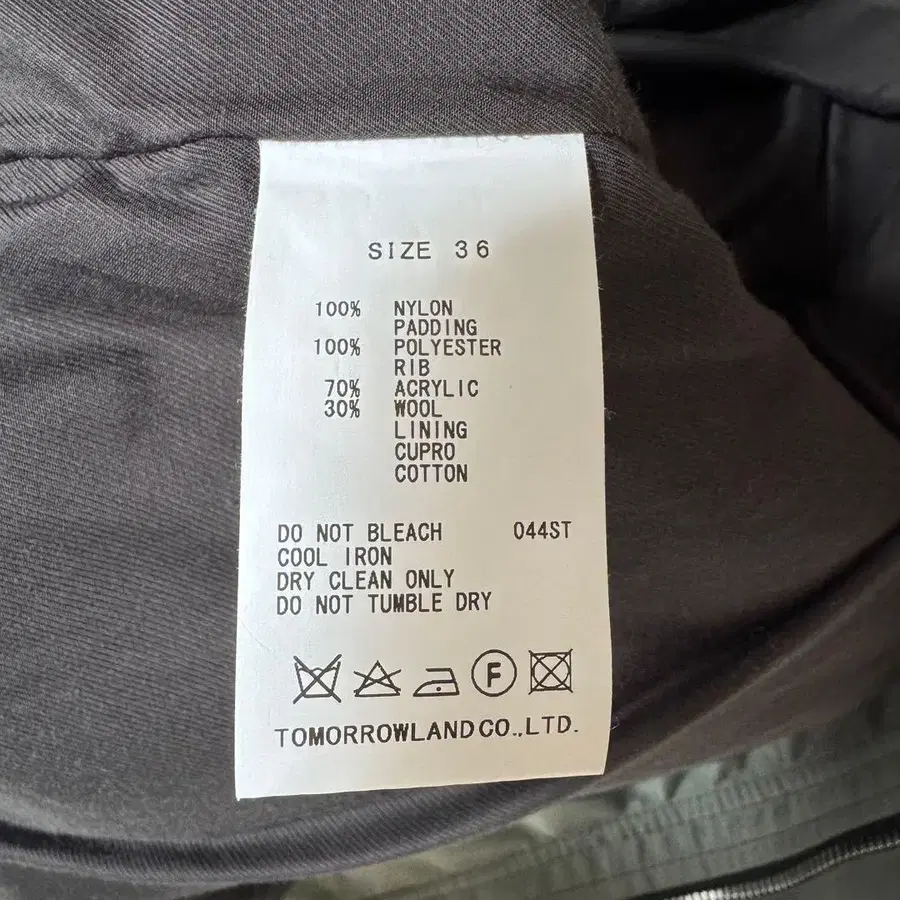 SIZE 36
100% NYLON
PADDING
100% POLYESTER
RIB
70% ACRYLIC
30% WOOL
LINING
CUPRO
COTTON
DO NOT BLEACH 044ST
COOL IRON
DRY CLEAN ONLY
DO NOT TUMBLE DRY
F
TOMORROWLAND CO.,LTD.